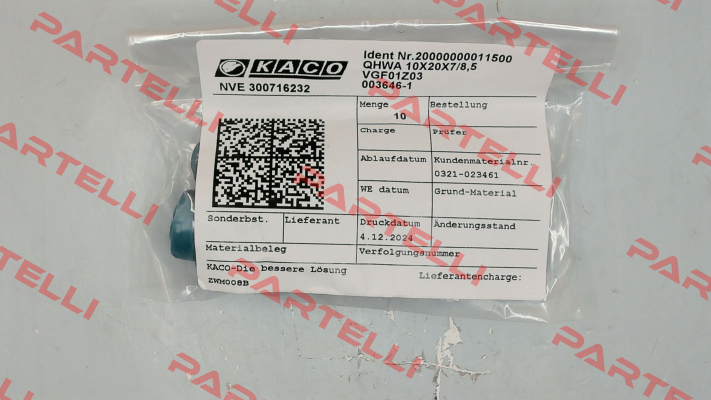 KACO
NVE 300716232
Ident Nr.20000000011500
QHWA 10X20X7/8,5
VGF01Z03
003646-1
Menge
10
Bestellung
Charge
Prüfer
Ablaufdatum
Kundenmaterialnr.
0321-023461
WE datum
Grund-Material
Sonderbst.
Lieferant
Druckdatum
4.12.2024
Änderungsstand
Materialbeleg
Verfolgungsnummer
KACO-Die bessere Lösung
Lieferantencharge:
ZWM008B
PARTELLI
PARTELLI
PARTELLI
PARTELLI
PARTELLI
PARTELLI
PARTELLI